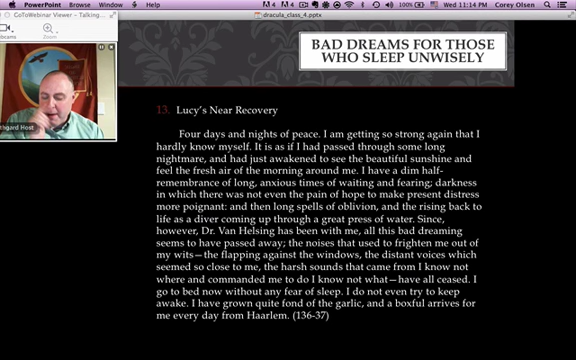 PowerPoint File Edit Window Help
100%
Wed 11:14 PM Carey Olsen
GoToWebinar Viewer – Talking...
dracula_class_4.pptx
Zoom
BAD DREAMS FOR THOSE
WHO SLEEP UNWISELY
13. Lucy's Near Recovery
Four days and nights of peace. I am getting so strong again that I
hardly know myself. It is as if I had passed through some long
nightmare, and had just awakened to see the beautiful sunshine and
feel the fresh air of the morning around me. I have a dim half-
remembrance of long, anxious times of waiting and fearing; darkness
in which there was not even the pain of hope to make present distress
more poignant: and then long spells of oblivion, and the rising back to
life as a diver coming up through a great press of water. Since,
however, Dr. Van Helsing has been with me, all this bad dreaming
seems to have passed away; the noises that used to frighten me out of
my wits—the flapping against the windows, the distant voices which
seemed so close to me, the harsh sounds that came from I know not
where and commanded me to do I know not what—have all ceased. I
go to bed now without any fear of sleep. I do not even try to keep
awake. I have grown quite fond of the garlic, and a boxful arrives for
me every day from Haarlem. (136-37)